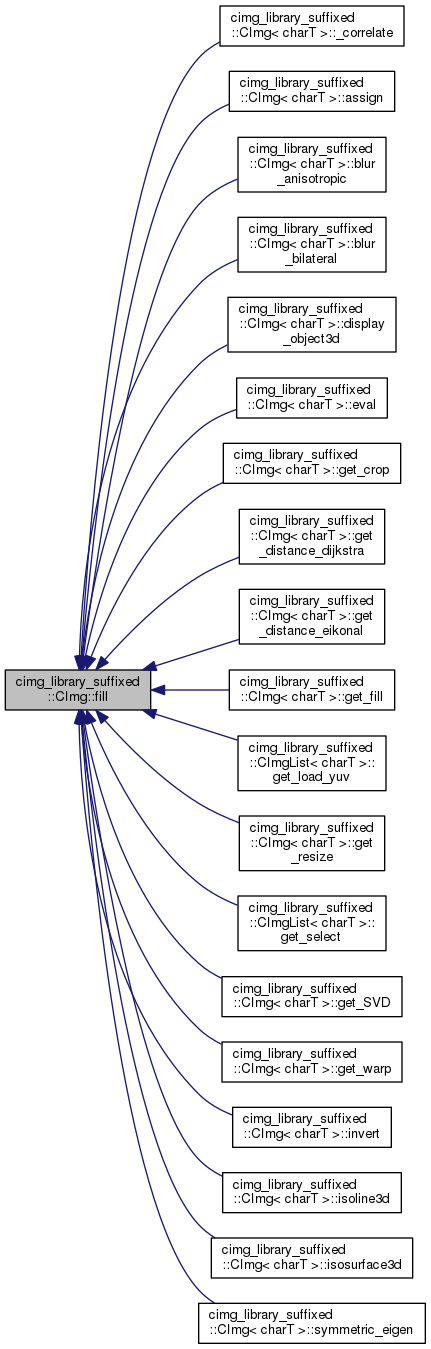 cimg_library_suffixed
::CImg< charT >::_correlate
cimg_library_suffixed
::CImg< charT >::assign
cimg_library_suffixed
::CImg< charT >::blur
_anisotropic
cimg_library_suffixed
::CImg< charT >::blur
_bilateral
cimg_library_suffixed
::CImg< charT >::display
_object3d
cimg_library_suffixed
::CImg< charT >::eval
cimg_library_suffixed
::CImg< charT >::get_crop
cimg_library_suffixed
::CImg< charT >::get
_distance_dijkstra
cimg_library_suffixed
::CImg< charT >::get
_distance_eikonal
cimg_library_suffixed
::CImg::fill
cimg_library_suffixed
::CImg< charT >::get_fill
cimg_library_suffixed
::CImgList< charT >::
get_load_yuv
cimg_library_suffixed
::CImg< charT >::get
_resize
cimg_library_suffixed
::CImgList< charT >::
get_select
cimg_library_suffixed
::CImg< charT >::get_SVD
cimg_library_suffixed
::CImg< charT >::get_warp
cimg_library_suffixed
::CImg< charT >::invert
cimg_library_suffixed
::CImg< charT >::isoline3d
cimg_library_suffixed
::CImg< charT >::isosurface3d
cimg_library_suffixed
::CImg< charT >::symmetric_eigen